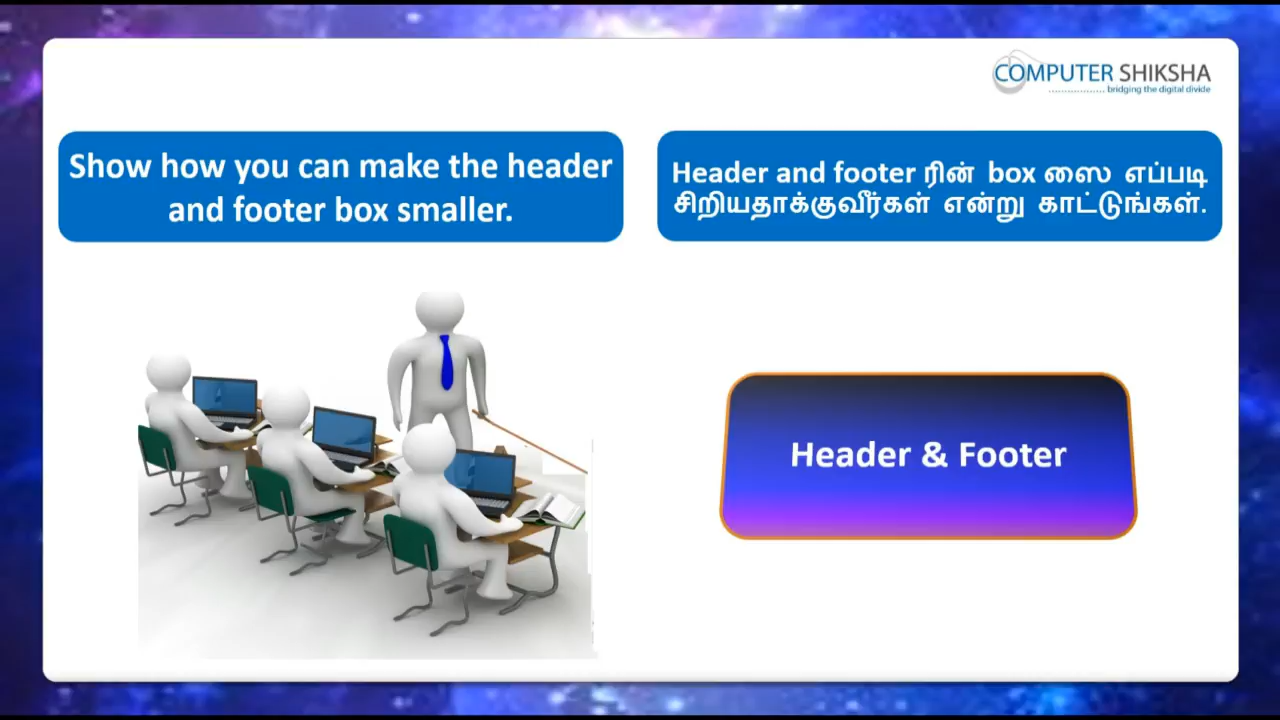 COMPUTER SHIKSHA
bridging the digital divide
Show how you can make the header
and footer box smaller.
Header and footer ரின் box ஸை எப்படி
சிறியதாக்குவீர்கள் என்று காட்டுங்கள்.
Header & Footer